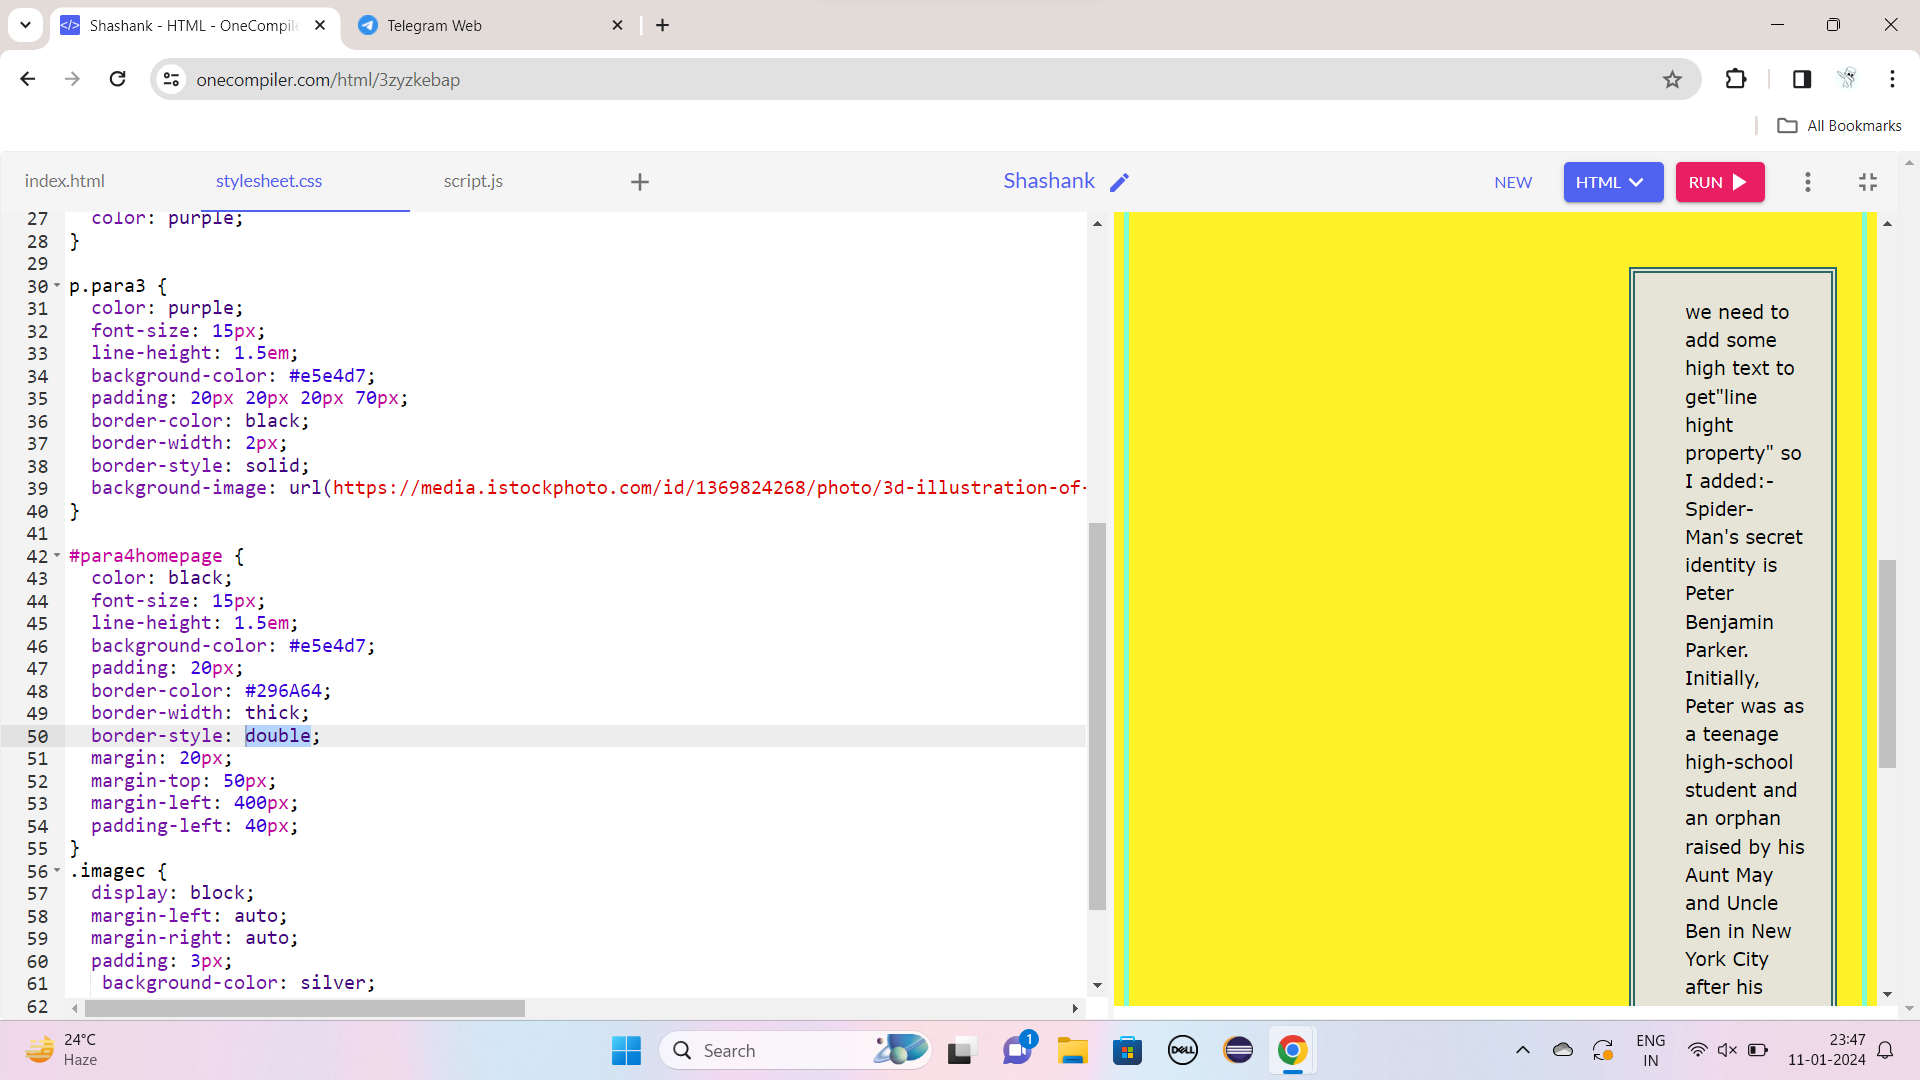 Shashank - HTML - OneCompile
Telegram Web
onecompiler.com/html/3zyzkebap
All Bookmarks
index.html
stylesheet.css
script.js
Shashank
NEW
HTML
RUN
27 color: purple;
28 }
29
30 p.para3 {
31 color: purple;
32 font-size: 15px;
33 line-height: 1.5em;
34 background-color: #e5e4d7;
35 padding: 20px 20px 20px 70px;
36 border-color: black;
37 border-width: 2px;
38 border-style: solid;
39 background-image: url(https://media.istockphoto.com/id/1369824268/photo/3d-illustration-of-
40 }
41
42 #para4homepage {
43 color: black;
44 font-size: 15px;
45 line-height: 1.5em;
46 background-color: #e5e4d7;
47 padding: 20px;
48 border-color: #296A64;
49 border-width: thick;
50 border-style: double;
51 margin: 20px;
52 margin-top: 50px;
53 margin-left: 400px;
54 padding-left: 40px;
55 }
56 .imagec {
57 display: block;
58 margin-left: auto;
59 margin-right: auto;
60 padding: 3px;
61 background-color: silver;
62
we need to
add some
high text to
get"line
hight
property" so
I added:-
Spider-
Man's secret
identity is
Peter
Benjamin
Parker.
Initially,
Peter was as
a teenage
high-school
student and
an orphan
raised by his
Aunt May
and Uncle
Ben in New
York City
after his
24°C
Haze
Search
1
DELL
ENG
IN
23:47
11-01-2024